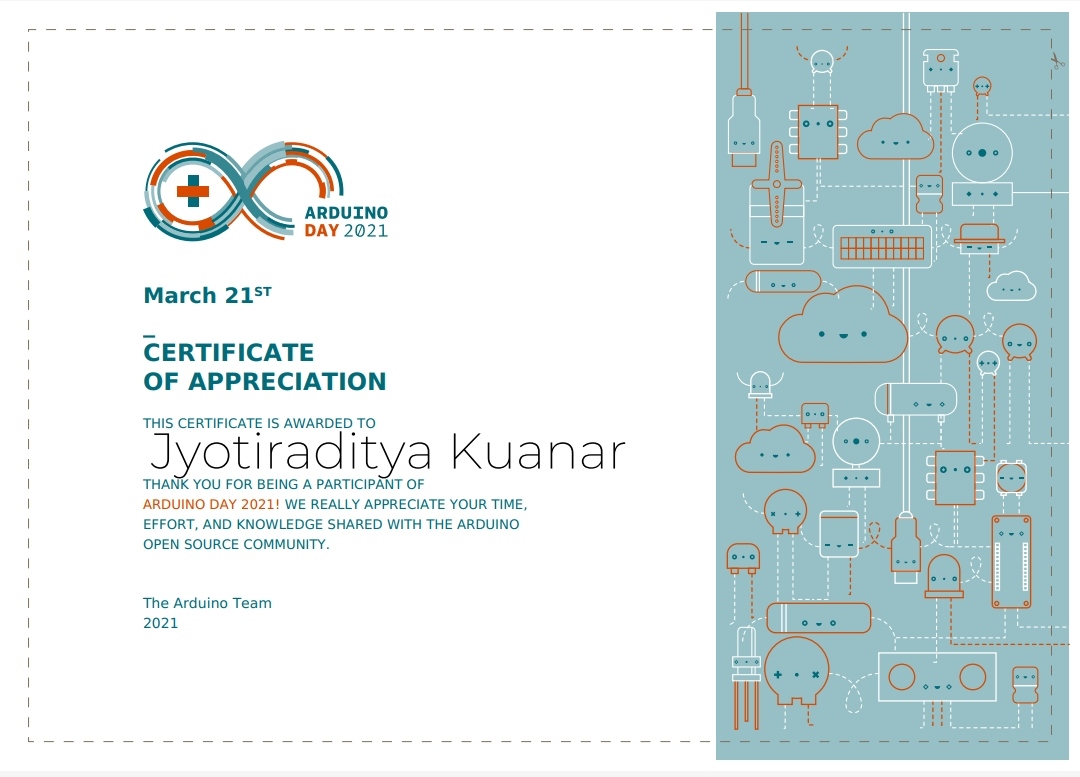 ARDUINO
DAY 2021
March 21ST
_
CERTIFICATE
OF APPRECIATION
THIS CERTIFICATE IS AWARDED TO
Jyotiraditya Kuanar
THANK YOU FOR BEING A PARTICIPANT OF
ARDUINO DAY 2021! WE REALLY APPRECIATE YOUR TIME,
EFFORT, AND KNOWLEDGE SHARED WITH THE ARDUINO
OPEN SOURCE COMMUNITY.
The Arduino Team
2021